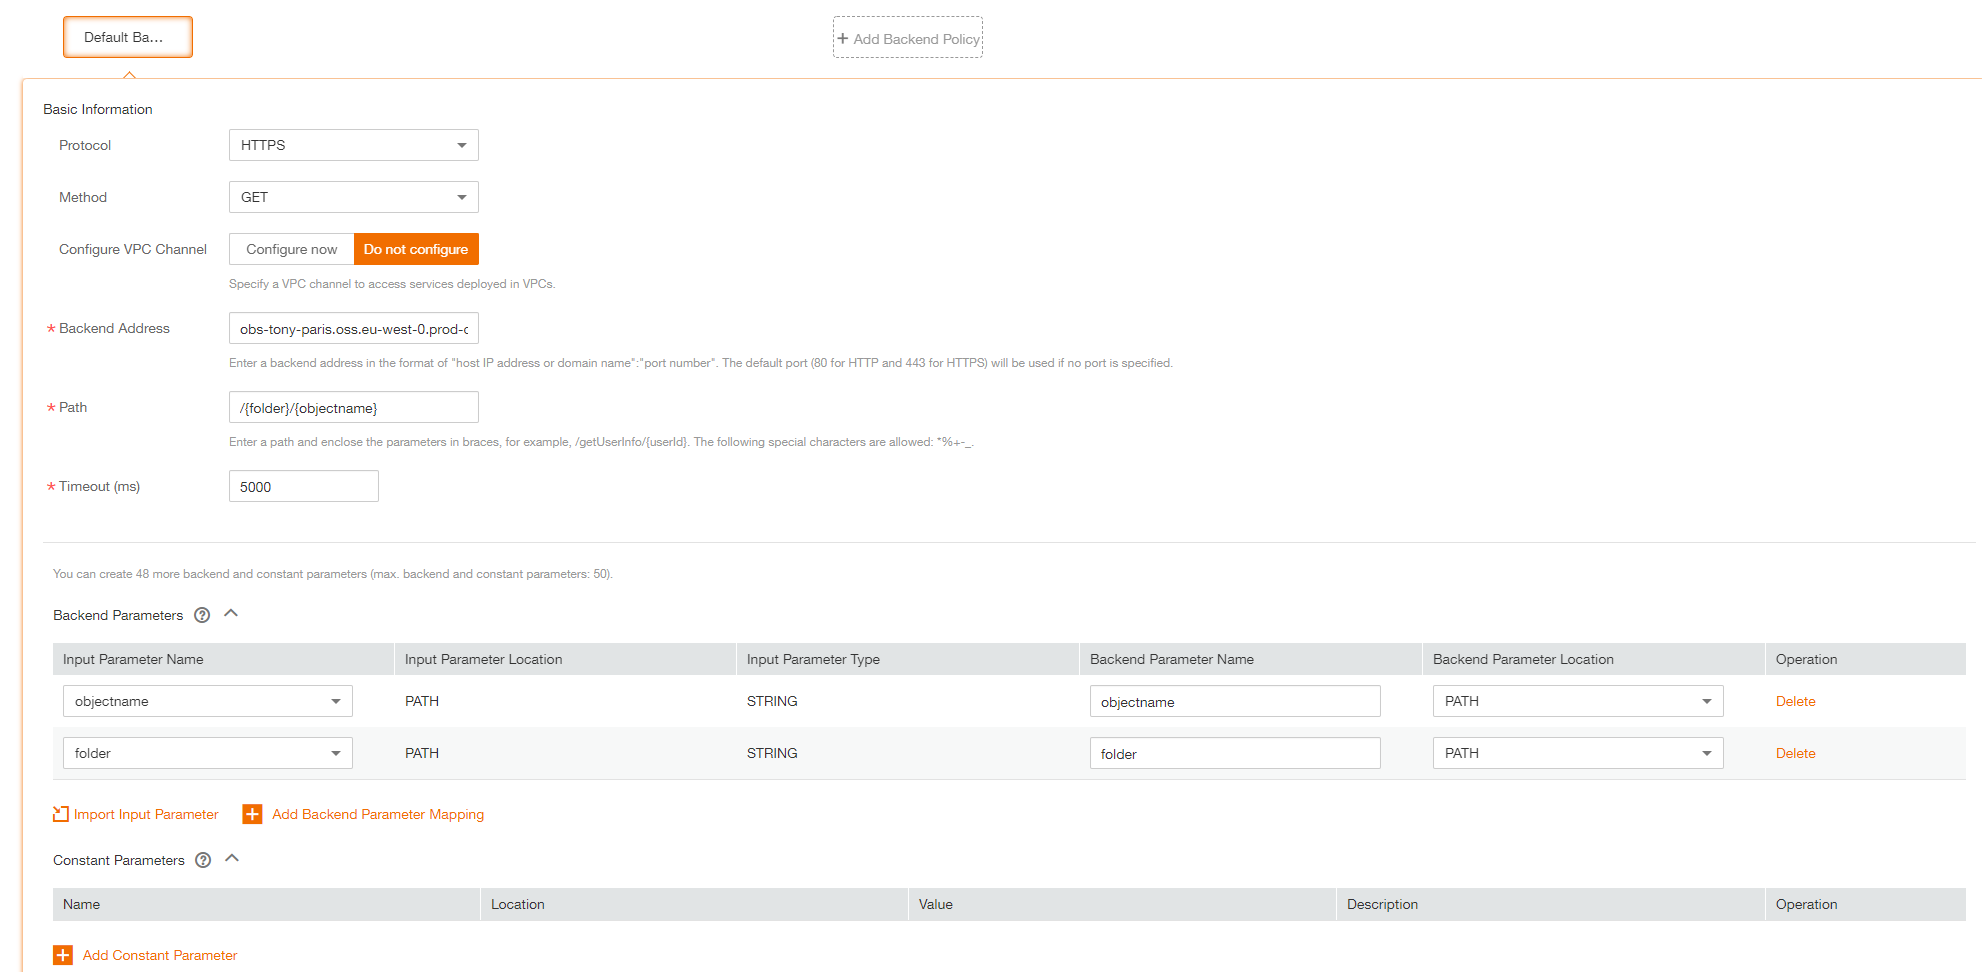 Default Ba...
+ Add Backend Policy
Basic Information
Protocol HTTPS
Method GET
Configure VPC Channel Configure now Do not configure
Specify a VPC channel to access services deployed in VPCs.
* Backend Address obs-tony-paris.oss.eu-west-0.prod-c
Enter a backend address in the format of "host IP address or domain name":"port number". The default port (80 for HTTP and 443 for HTTPS) will be used if no port is specified.
* Path /{folder}/{objectname}
Enter a path and enclose the parameters in braces, for example, /getUserInfo/{userId}. The following special characters are allowed: *%+-_.
* Timeout (ms) 5000
You can create 48 more backend and constant parameters (max. backend and constant parameters: 50).
Backend Parameters ?
Input Parameter Name Input Parameter Location Input Parameter Type Backend Parameter Name Backend Parameter Location Operation
objectname PATH STRING objectname PATH Delete
folder PATH STRING folder PATH Delete
Import Input Parameter + Add Backend Parameter Mapping
Constant Parameters ?
Name Location Value Description Operation
+ Add Constant Parameter